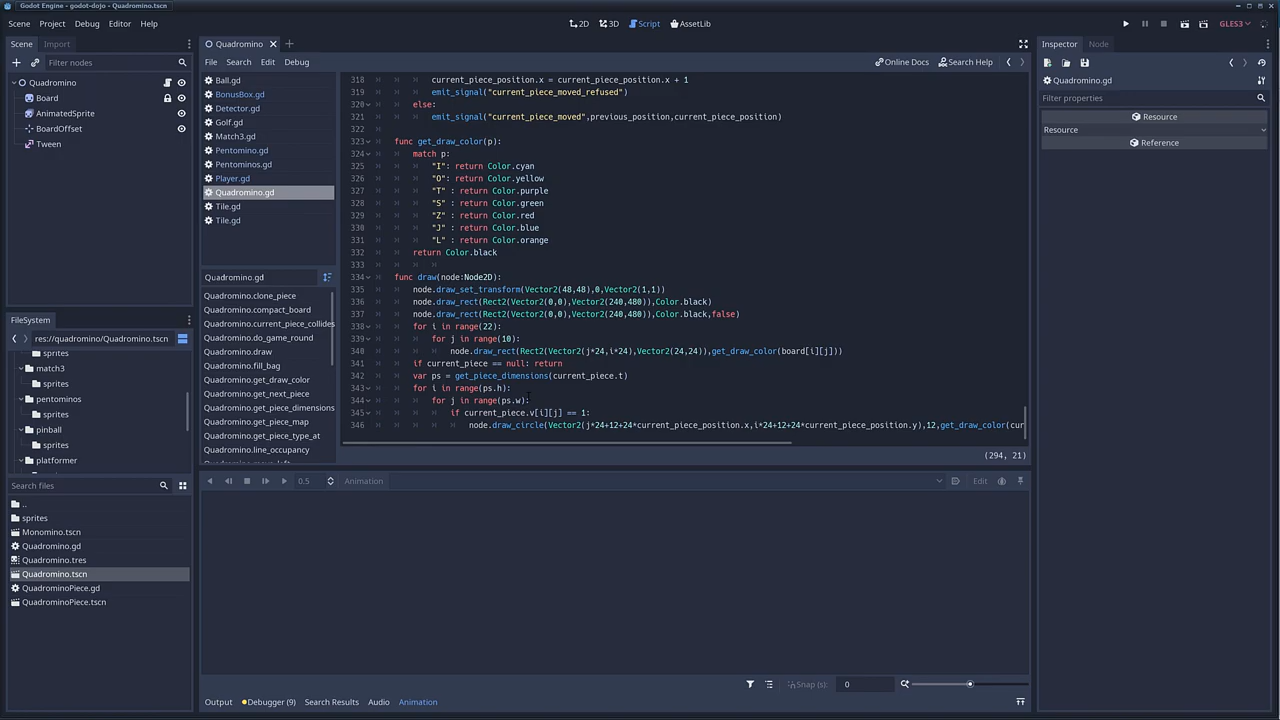 Godot Engine - godot-dojo - Quadromino.tscn
Scene Project Debug Editor Help
2D 3D Script AssetLib
GLES3
Scene Import
Filter nodes
Quadromino
Board
AnimatedSprite
BoardOffset
Tween
FileSystem
res://quadromino/Quadromino.tscn
sprites
match3
sprites
pentominos
sprites
pinball
sprites
platformer
Search files
..
sprites
Monomino.tscn
Quadromino.gd
Quadromino.tres
Quadromino.tscn
QuadrominoPiece.gd
QuadrominoPiece.tscn
Quadromino
File Search Edit Debug
Online Docs Search Help
Ball.gd
BonusBox.gd
Detector.gd
Golf.gd
Match3.gd
Pentomino.gd
Pentominos.gd
Player.gd
Quadromino.gd
Tile.gd
Tile.gd
Quadromino.gd
Quadromino.clone_piece
Quadromino.compact_board
Quadromino.current_piece_collides
Quadromino.do_game_round
Quadromino.draw
Quadromino.fill_bag
Quadromino.get_draw_color
Quadromino.get_next_piece
Quadromino.get_piece_dimensions
Quadromino.get_piece_map
Quadromino.get_piece_type_at
Quadromino.line_occupancy
318 current_piece_position.x = current_piece_position.x + 1
319 emit_signal("current_piece_moved_refused")
320 else:
321 emit_signal("current_piece_moved",previous_position,current_piece_position)
322
323 func get_draw_color(p):
324 match p:
325 "I": return Color.cyan
326 "O": return Color.yellow
327 "T" : return Color.purple
328 "S" : return Color.green
329 "Z" : return Color.red
330 "J" : return Color.blue
331 "L" : return Color.orange
332 return Color.black
333
334 func draw(node:Node2D):
335 node.draw_set_transform(Vector2(48,48),0,Vector2(1,1))
336 node.draw_rect(Rect2(Vector2(0,0),Vector2(240,480)),Color.black)
337 node.draw_rect(Rect2(Vector2(0,0),Vector2(240,480)),Color.black,false)
338 for i in range(22):
339 for j in range(10):
340 node.draw_rect(Rect2(Vector2(j*24,i*24),Vector2(24,24)),get_draw_color(board[i][j]))
341 if current_piece == null: return
342 var ps = get_piece_dimensions(current_piece.t)
343 for i in range(ps.h):
344 for j in range(ps.w):
345 if current_piece.v[i][j] == 1:
346 node.draw_circle(Vector2(j*24+12+24*current_piece_position.x,i*24+12+24*current_piece_position.y),12,get_draw_color(cur
(294, 21)
0.5 Animation Edit
Snap (s): 0
Output Debugger (9) Search Results Audio Animation
Inspector Node
Quadromino.gd
Filter properties
Resource
Resource
Reference